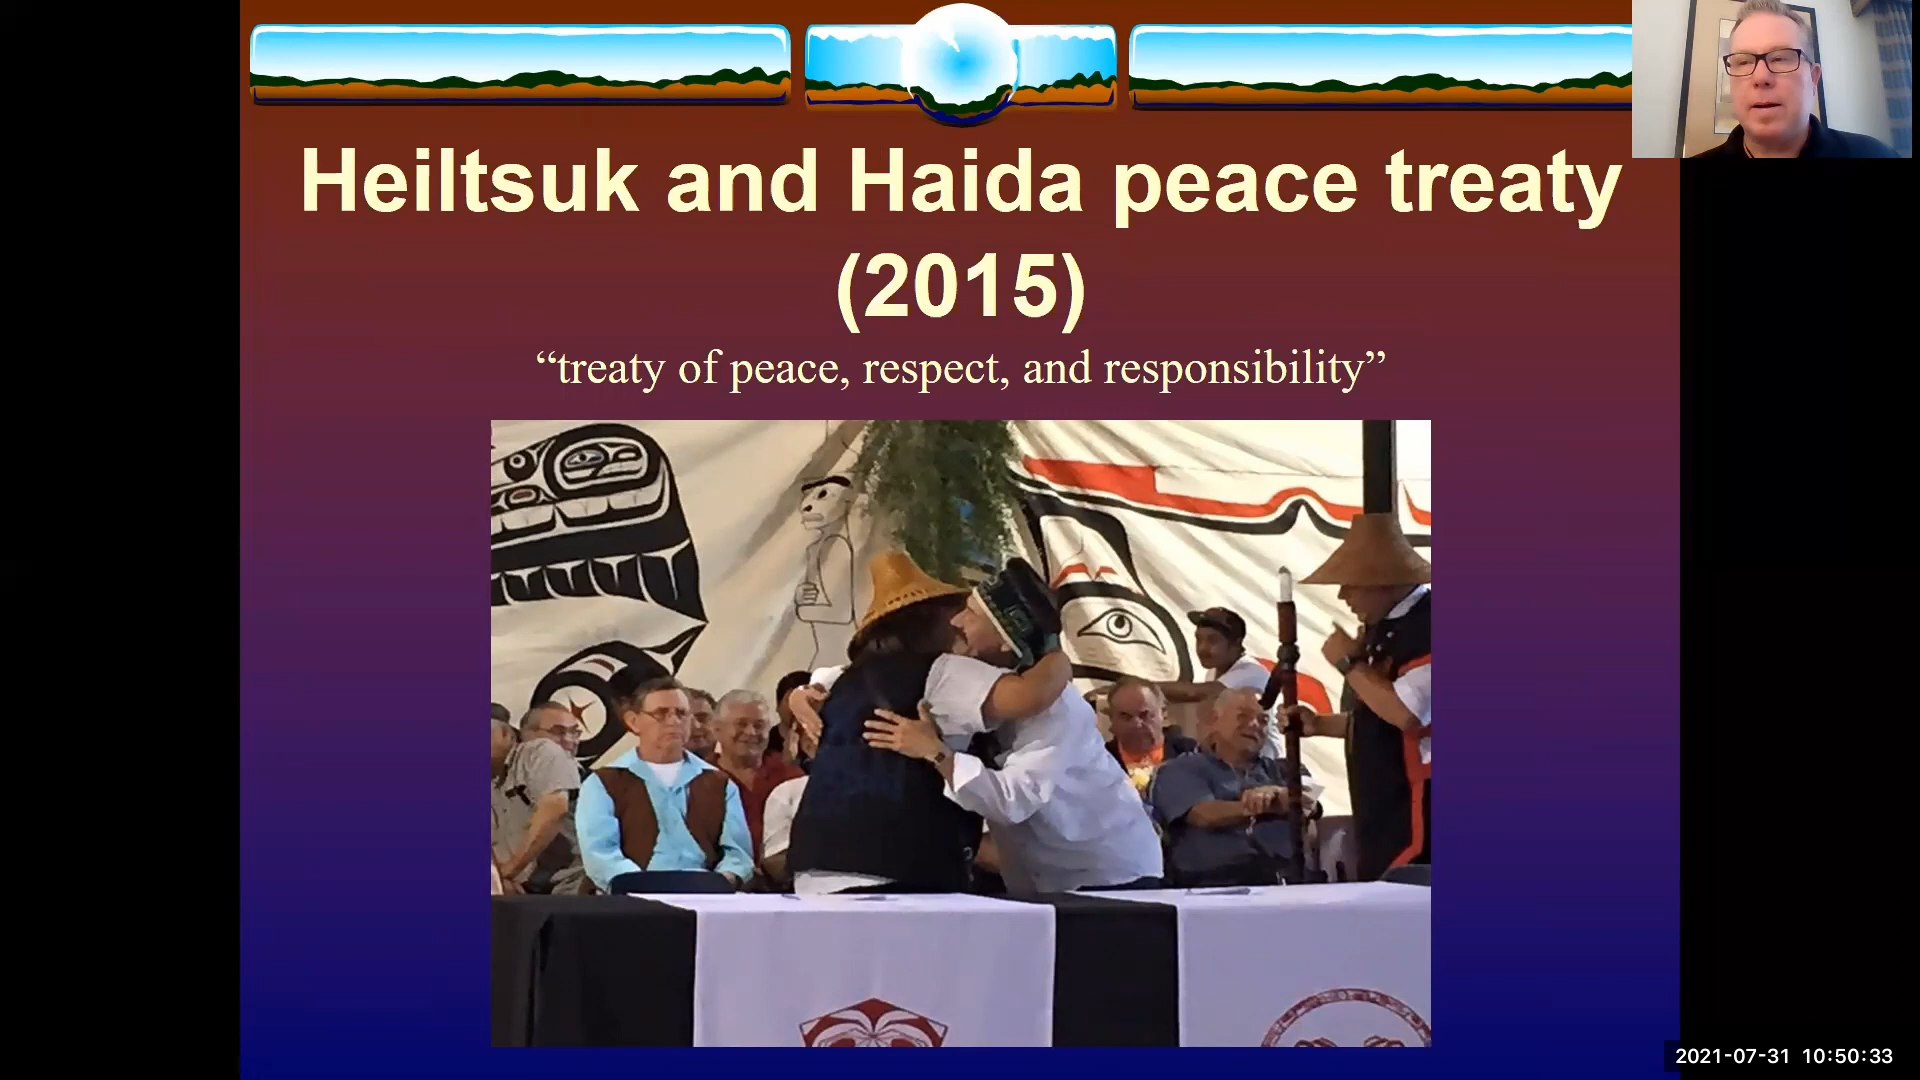 Heiltsuk and Haida peace treaty
(2015)
“treaty of peace, respect, and responsibility”
2021-07-31 10:50:33